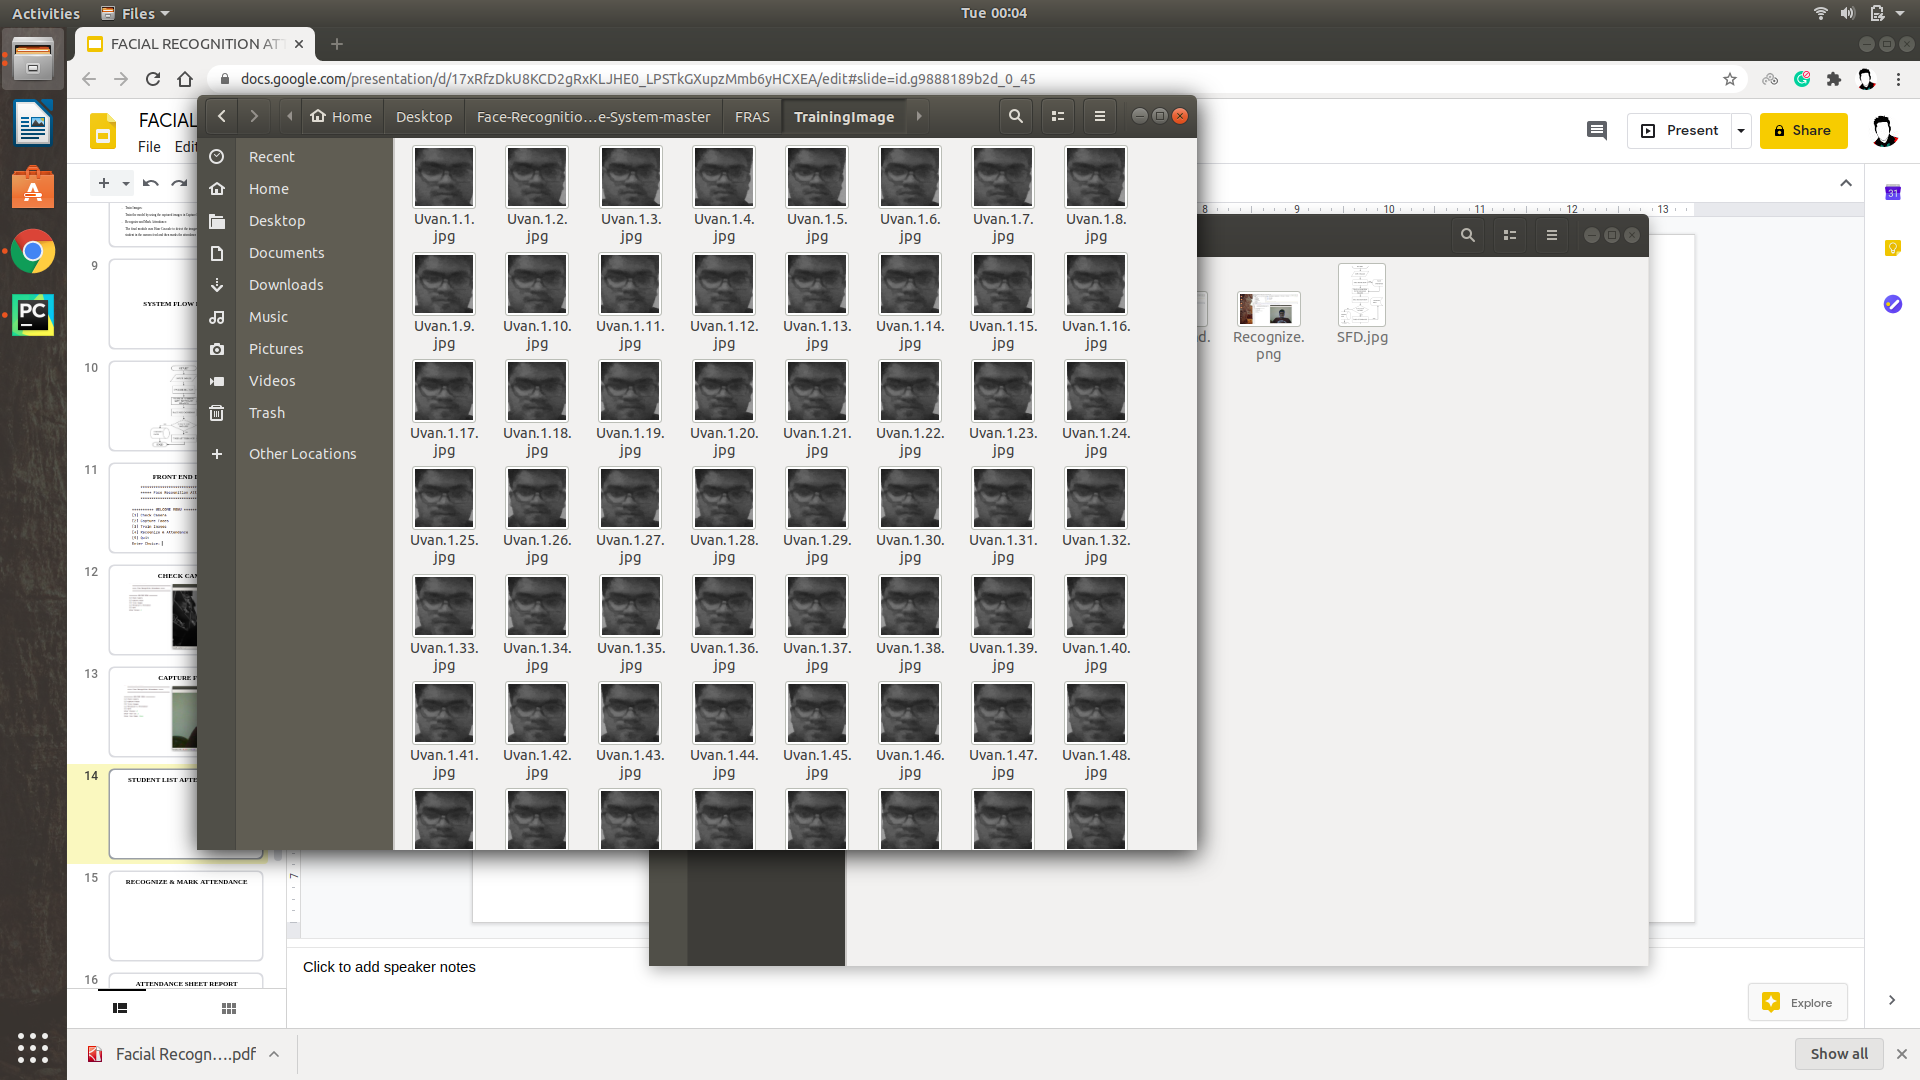 Activities
Files
Tue 00:04
FACIAL RECOGNITION ATT
docs.google.com/presentation/d/17xRfzDkU8KCD2gRxKLJHE0_LPSTkGXupzMmb6yHCXEA/edit#slide=id.g9888189b2d_0_45
FACIAL
File Edi
Present
Share
Home Desktop Face-Recognitio...e-System-master FRAS TrainingImage
Recent
Home
Desktop
Documents
Downloads
Music
Pictures
Videos
Trash
Other Locations
Uvan.1.1.jpg Uvan.1.2.jpg Uvan.1.3.jpg Uvan.1.4.jpg Uvan.1.5.jpg Uvan.1.6.jpg Uvan.1.7.jpg Uvan.1.8.jpg
Uvan.1.9.jpg Uvan.1.10.jpg Uvan.1.11.jpg Uvan.1.12.jpg Uvan.1.13.jpg Uvan.1.14.jpg Uvan.1.15.jpg Uvan.1.16.jpg
Uvan.1.17.jpg Uvan.1.18.jpg Uvan.1.19.jpg Uvan.1.20.jpg Uvan.1.21.jpg Uvan.1.22.jpg Uvan.1.23.jpg Uvan.1.24.jpg
Uvan.1.25.jpg Uvan.1.26.jpg Uvan.1.27.jpg Uvan.1.28.jpg Uvan.1.29.jpg Uvan.1.30.jpg Uvan.1.31.jpg Uvan.1.32.jpg
Uvan.1.33.jpg Uvan.1.34.jpg Uvan.1.35.jpg Uvan.1.36.jpg Uvan.1.37.jpg Uvan.1.38.jpg Uvan.1.39.jpg Uvan.1.40.jpg
Uvan.1.41.jpg Uvan.1.42.jpg Uvan.1.43.jpg Uvan.1.44.jpg Uvan.1.45.jpg Uvan.1.46.jpg Uvan.1.47.jpg Uvan.1.48.jpg
8 9 10 11 12 13
d.
Recognize.png
SFD.jpg
31
PC
9
SYSTEM FLOW
10
11
FRONT END
12
CHECK CA
13
CAPTURE F
14
STUDENT LIST ATTE
15
RECOGNIZE & MARK ATTENDANCE
16
ATTENDANCE SHEET REPORT
7
Click to add speaker notes
Explore
Facial Recogn....pdf
Show all